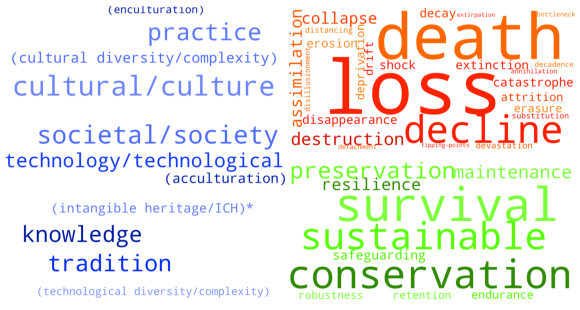 (enculturation)
practice
(cultural diversity/complexity)
cultural/culture
societal/society
technology/technological
(acculturation)
(intangible heritage/ICH)*
knowledge
tradition
(technological diversity/complexity)
decay
extirpation
bottleneck
collapse
distancing
erosion
death
assimilation
disillusionment
deprivation
drift
shock
extinction
decadence
annihilation
catastrophe
loss
attrition
erasure
substitution
disappearance
destruction
decline
detachment
tipping-points
devastation
preservation
maintenance
resilience
survival
sustainable
safeguarding
conservation
robustness
retention
endurance